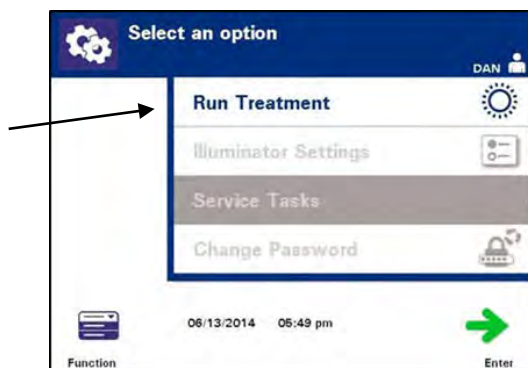 Select an option
DAN
Run Treatment
Illuminator Settings
Service Tasks
Change Password
06/13/2014 05:49 pm
Function
Enter